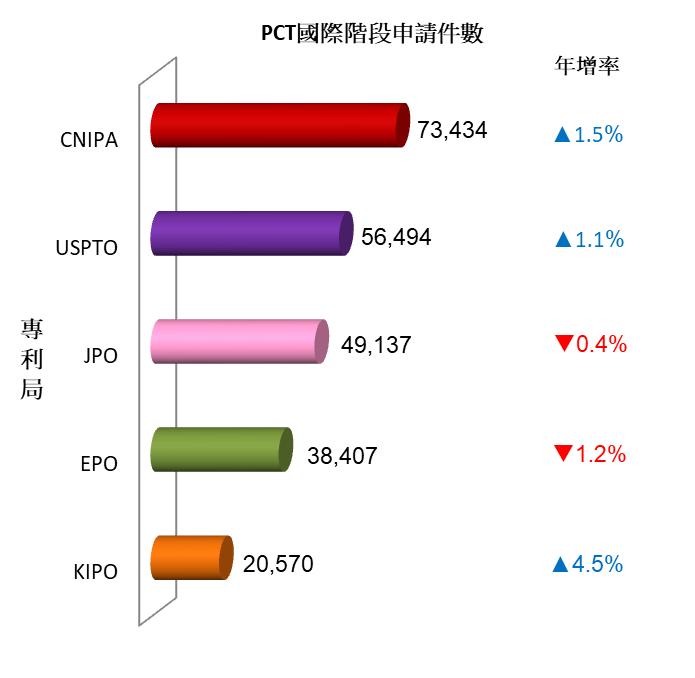 PCT國際階段申請件數
年增率
CNIPA 73,434 ▲1.5%
USPTO 56,494 ▲1.1%
專利局
JPO 49,137 ▼0.4%
EPO 38,407 ▼1.2%
KIPO 20,570 ▲4.5%